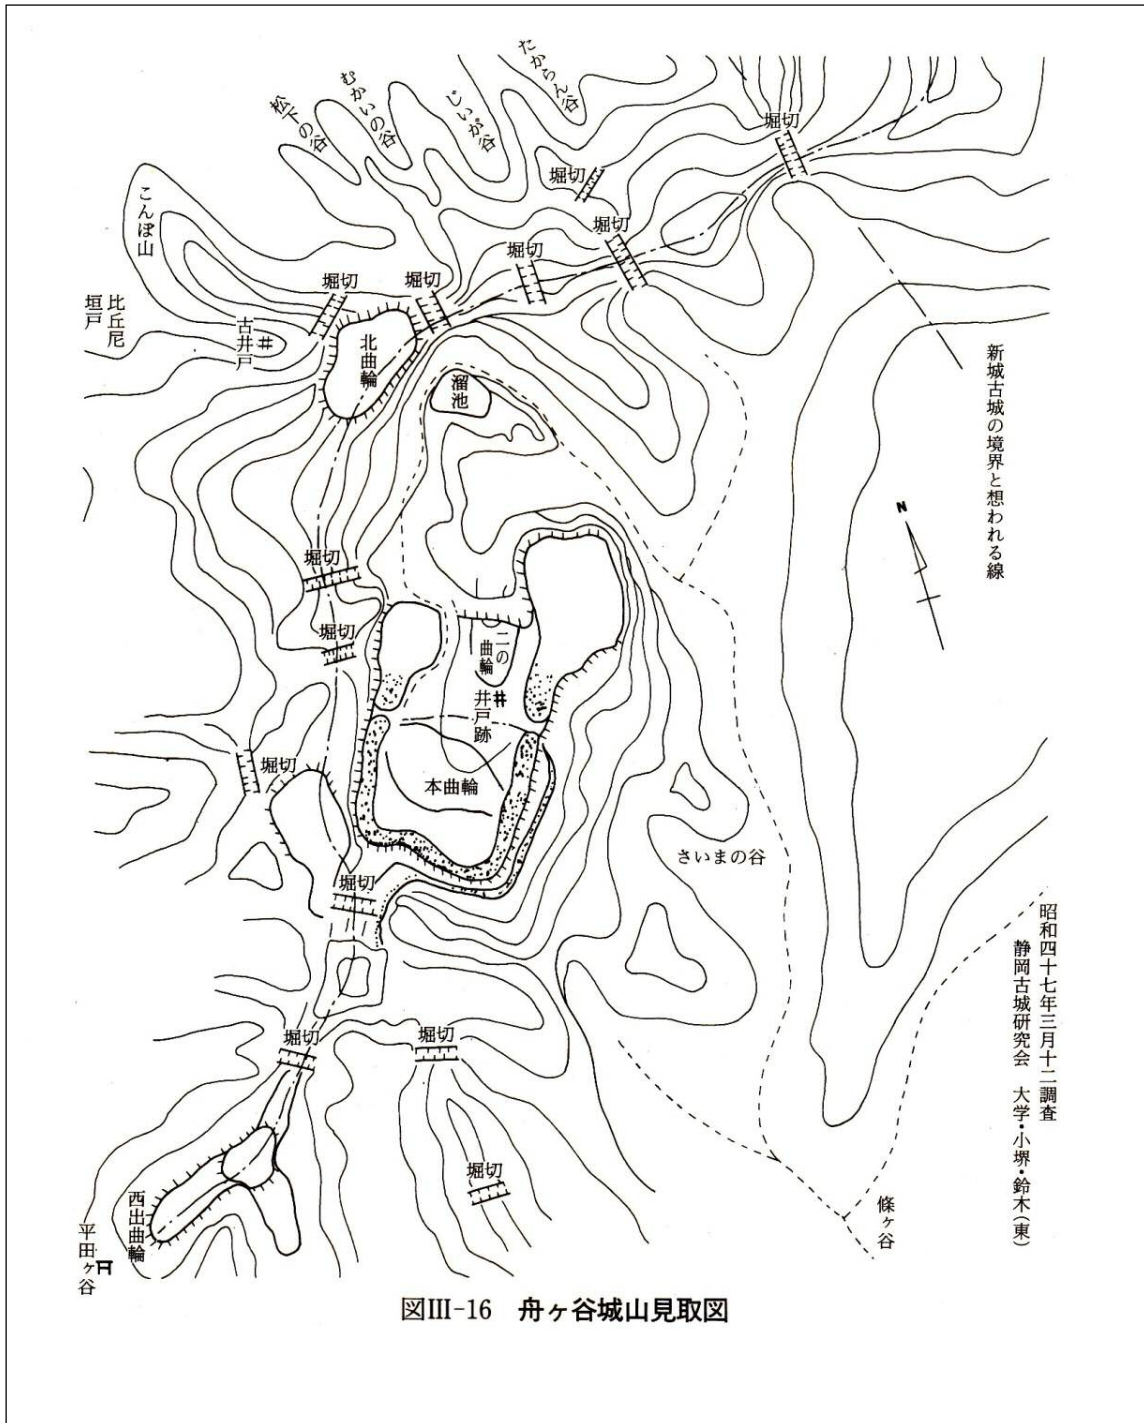 たからん谷
じいが谷
むかいの谷
松下の谷
堀切
堀切
堀切
堀切
こんぽ山
堀切
堀切
比丘尼
垣戸
古井戸
北曲輪
溜池
新城古城の境界と想われる線
N
堀切
堀切
二の
曲輪
井戸跡
堀切
本曲輪
さいまの谷
堀切
昭和四十七年三月十二調査
静岡古城研究会 大学・小堺・鈴木(東)
堀切
堀切
堀切
西出曲輪
平田ヶ谷
條ヶ谷
図III-16 舟ヶ谷城山見取図